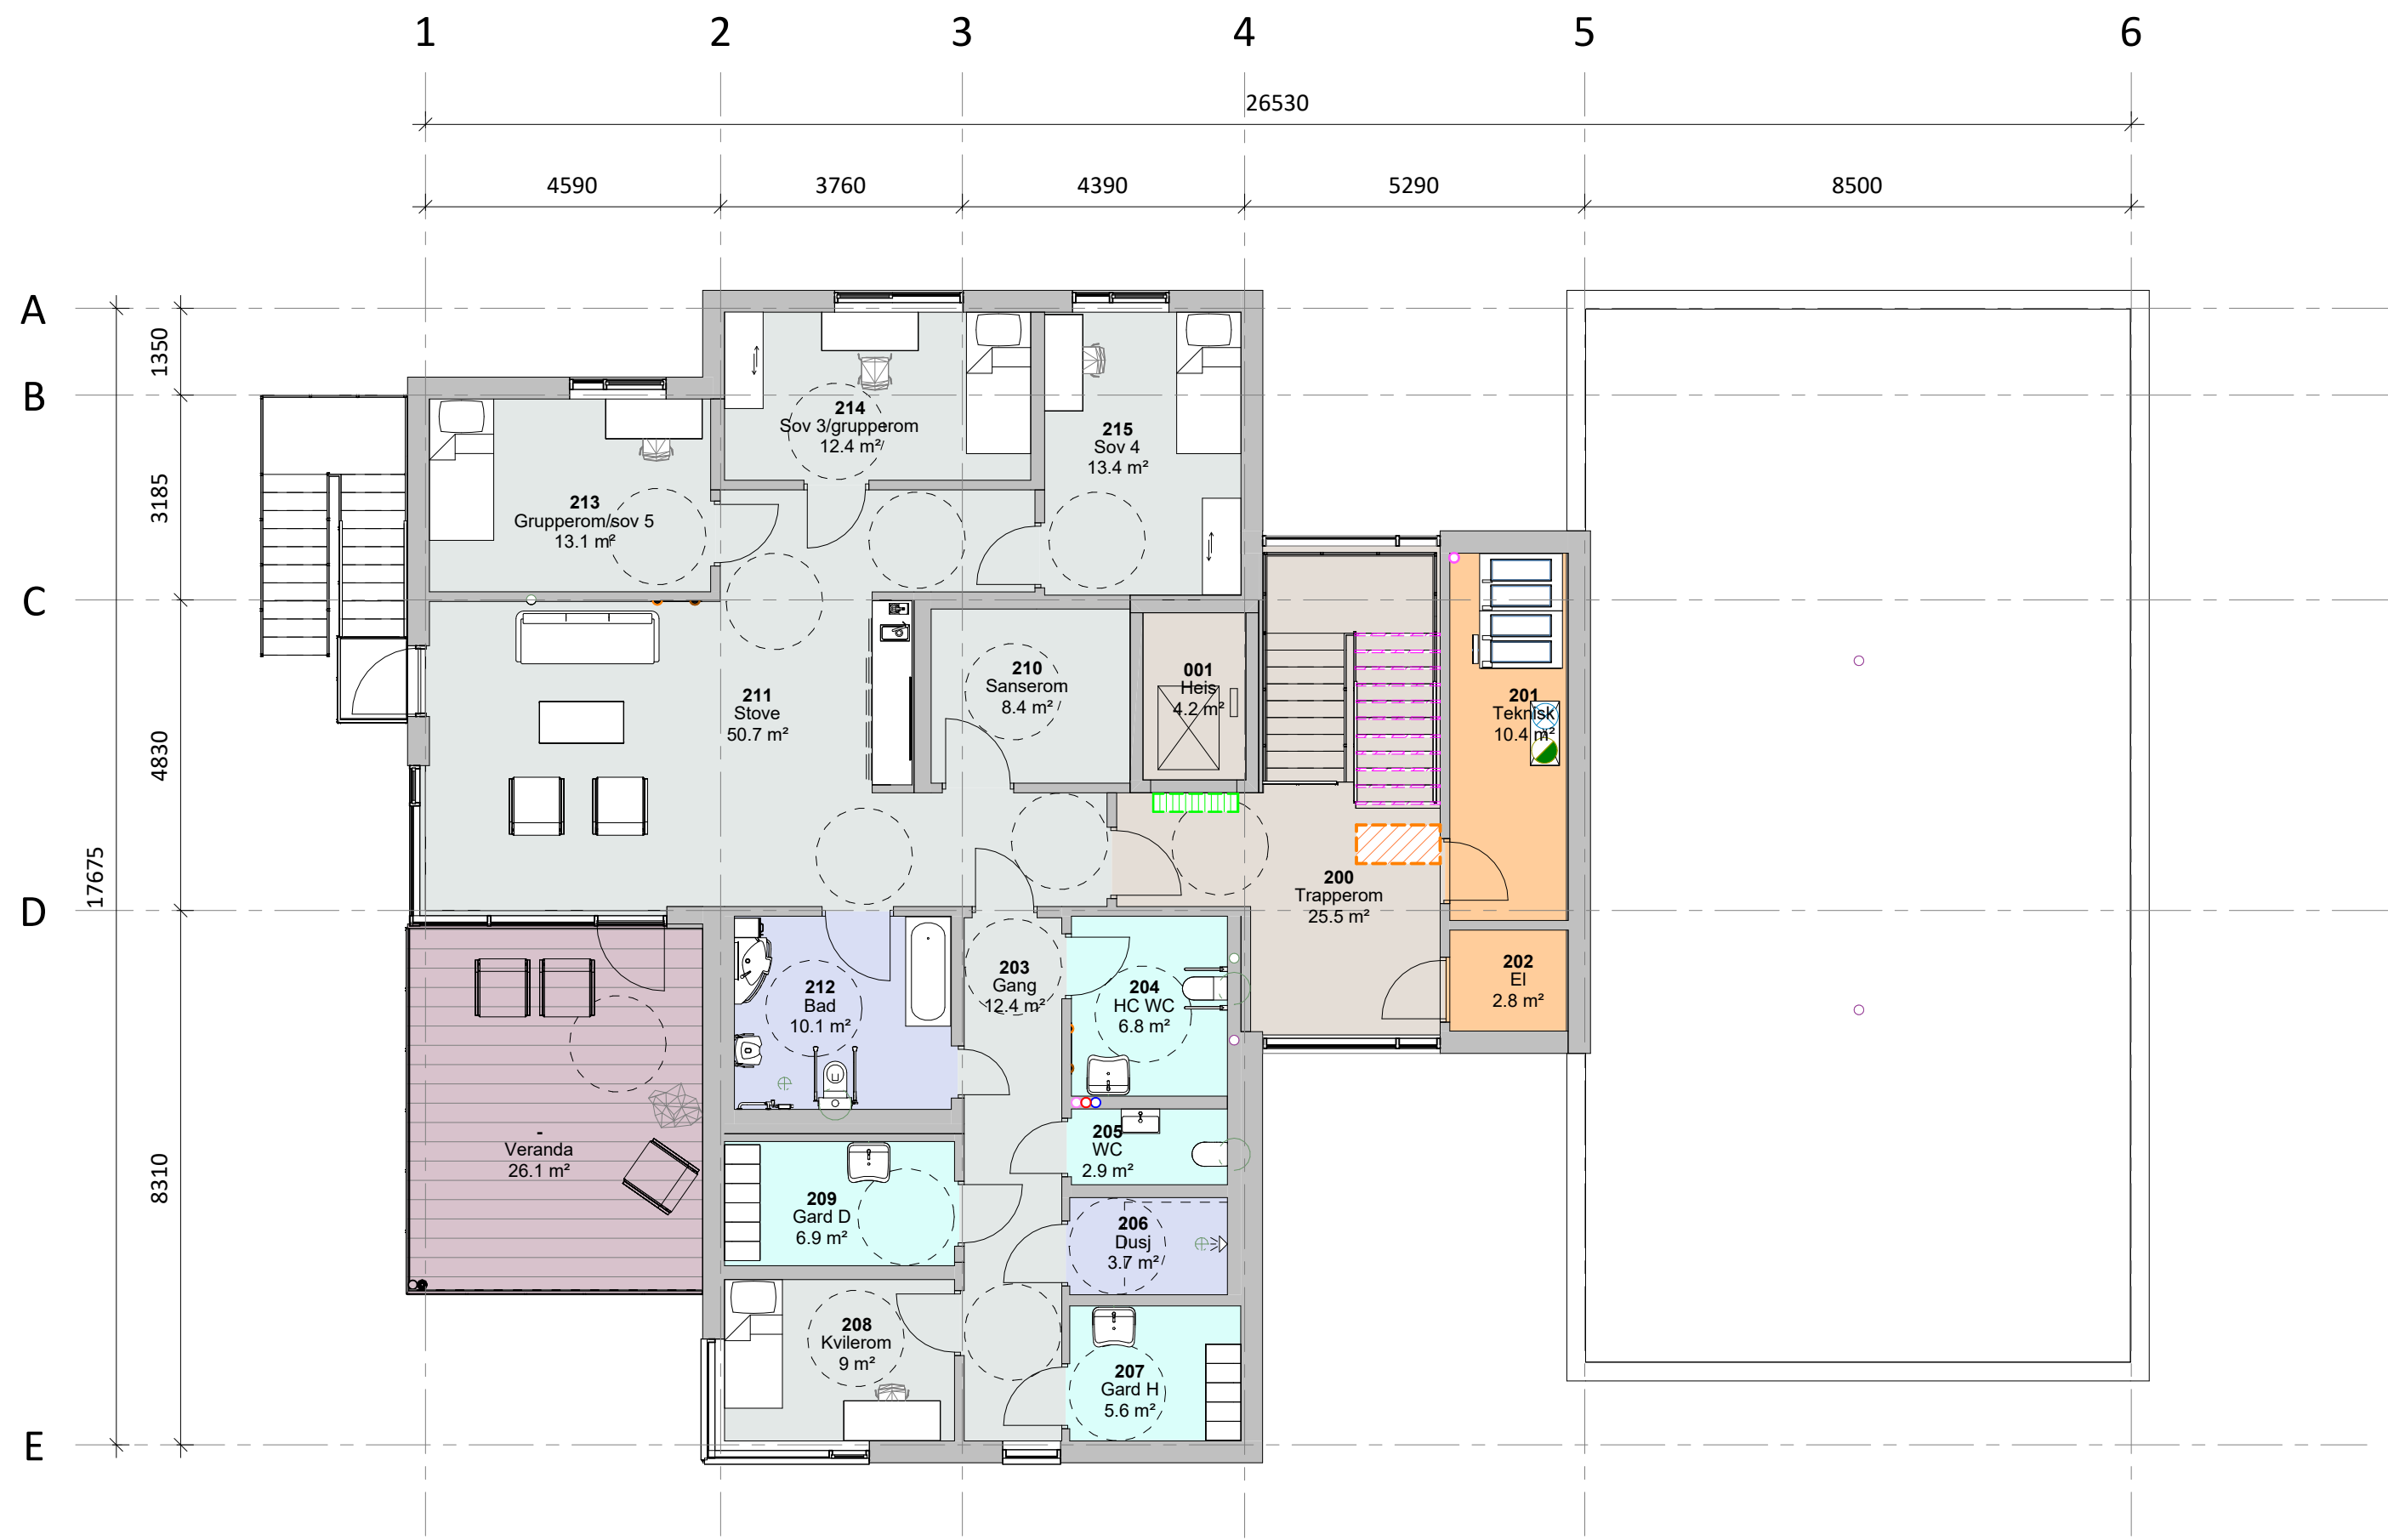 1 2 3 4 5 6
26530
4590 3760 4390 5290 8500
A
1350
B
3185
C
4830
17675
D
8310
E
214
Sov 3/grupperom
12.4 m²
215
Sov 4
13.4 m²
213
Grupperom/sov 5
13.1 m²
211
Stove
50.7 m²
210
Sanserom
8.4 m²
001
Heis
4.2 m²
201
Teknisk
10.4 m²
200
Trapperom
25.5 m²
202
El
2.8 m²
212
Bad
10.1 m²
203
Gang
12.4 m²
204
HC WC
6.8 m²
-
Veranda
26.1 m²
205
WC
2.9 m²
209
Gard D
6.9 m²
206
Dusj
3.7 m²
208
Kvilerom
9 m²
207
Gard H
5.6 m²